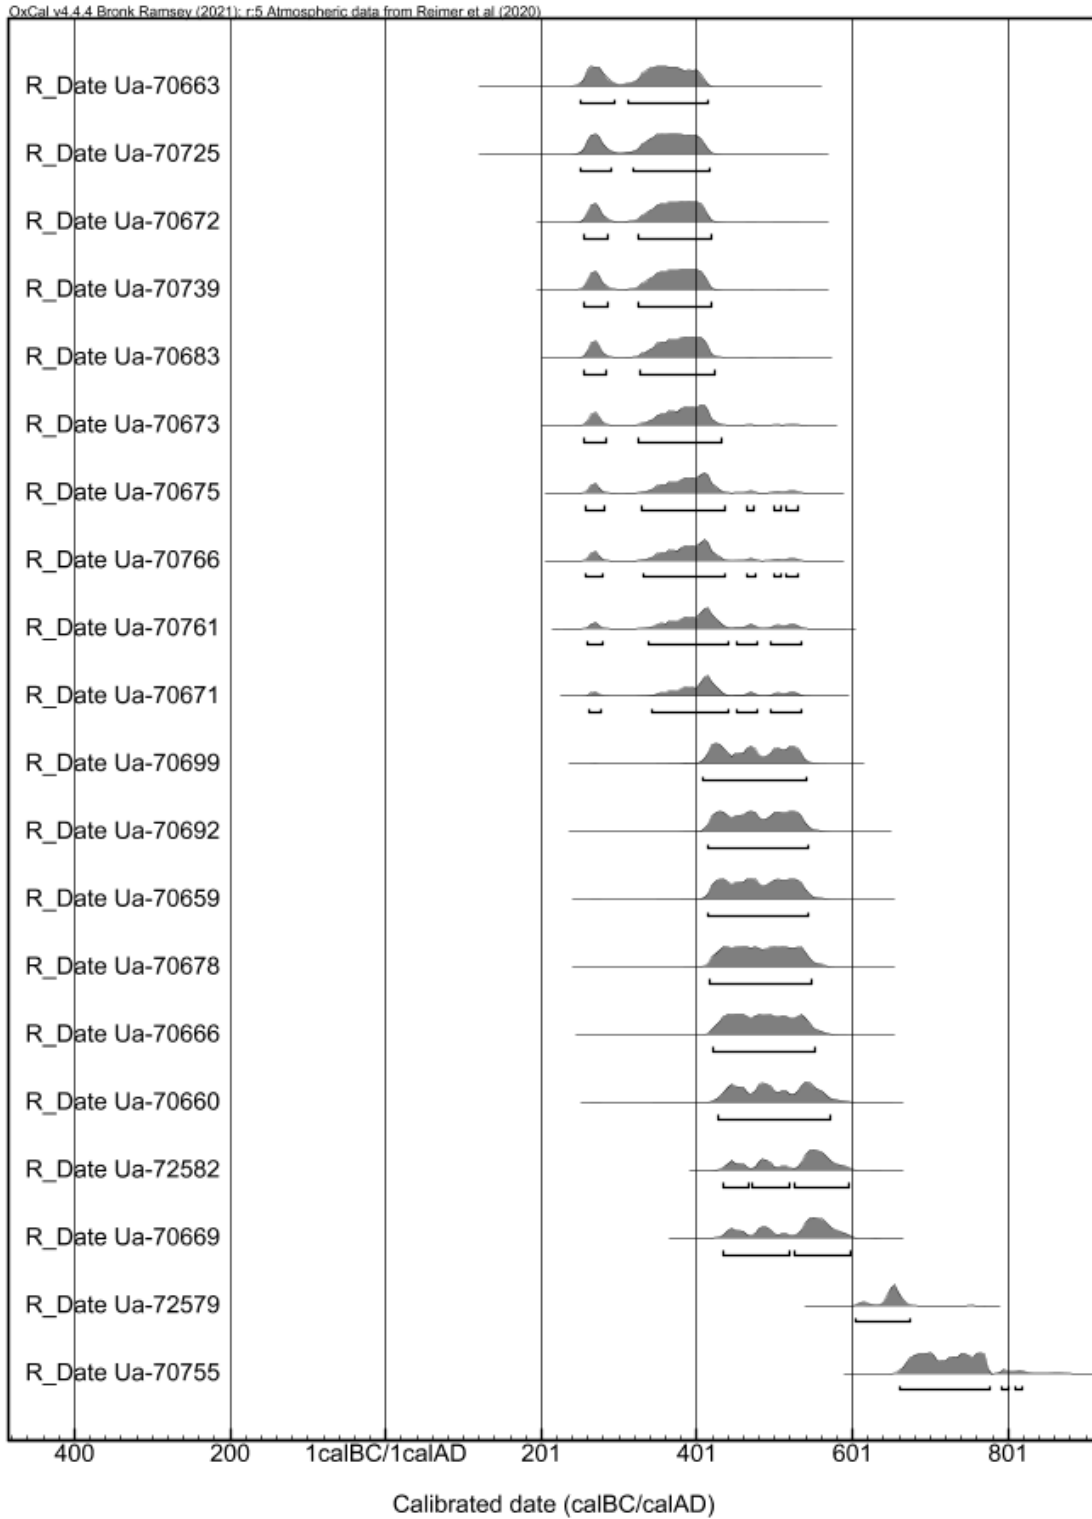 OxCal v4.4.4 Bronk Ramsey (2021); r:5 Atmospheric data from Reimer et al (2020)
R_Date Ua-70663
R_Date Ua-70725
R_Date Ua-70672
R_Date Ua-70739
R_Date Ua-70683
R_Date Ua-70673
R_Date Ua-70675
R_Date Ua-70766
R_Date Ua-70761
R_Date Ua-70671
R_Date Ua-70699
R_Date Ua-70692
R_Date Ua-70659
R_Date Ua-70678
R_Date Ua-70666
R_Date Ua-70660
R_Date Ua-72582
R_Date Ua-70669
R_Date Ua-72579
R_Date Ua-70755
400 200 1calBC/1calAD 201 401 601 801
Calibrated date (calBC/calAD)